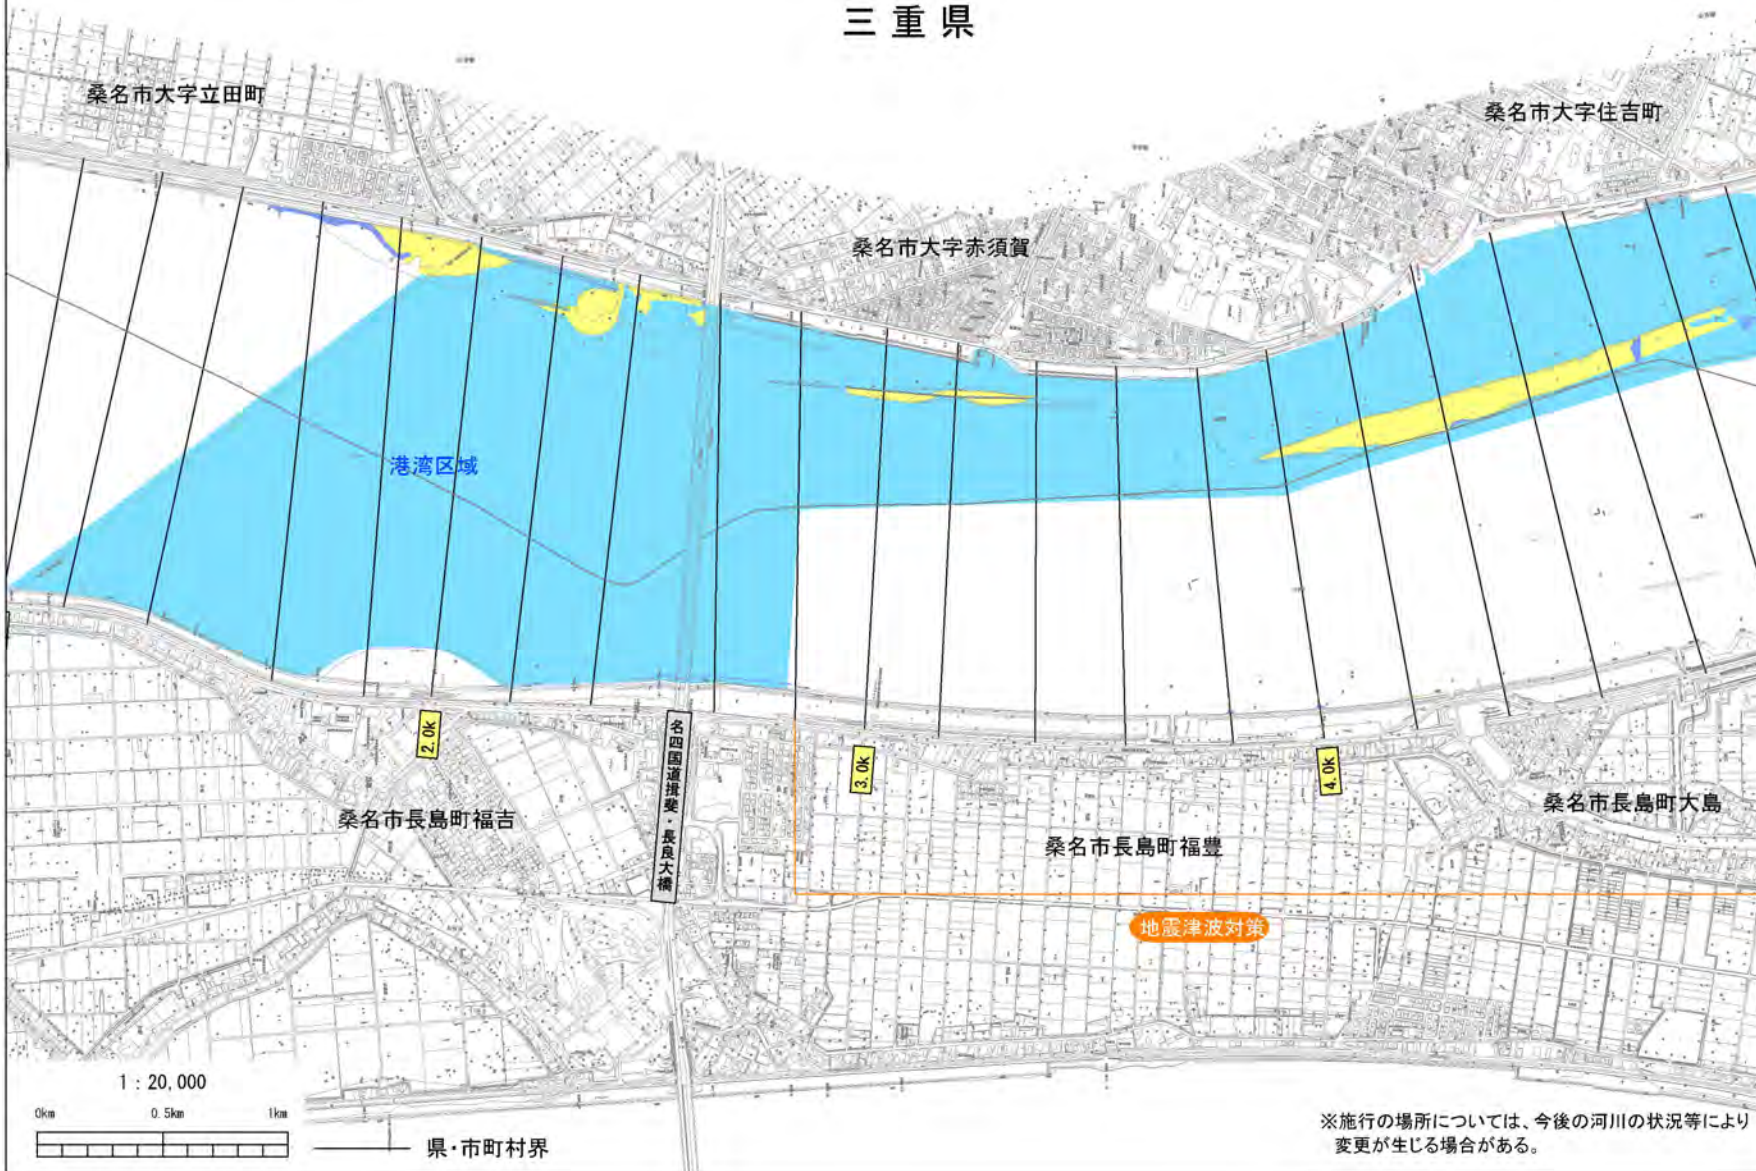 三重県
桑名市大字立田町
桑名市大字住吉町
桑名市大字赤須賀
港湾区域
2.0k
名四国道揖斐・長良大橋
3.0k
4.0k
桑名市長島町福吉
桑名市長島町福豊
桑名市長島町大島
地震津波対策
1：20,000
0km 0.5km 1km
県・市町村界
※施行の場所については、今後の河川の状況等により
変更が生じる場合がある。